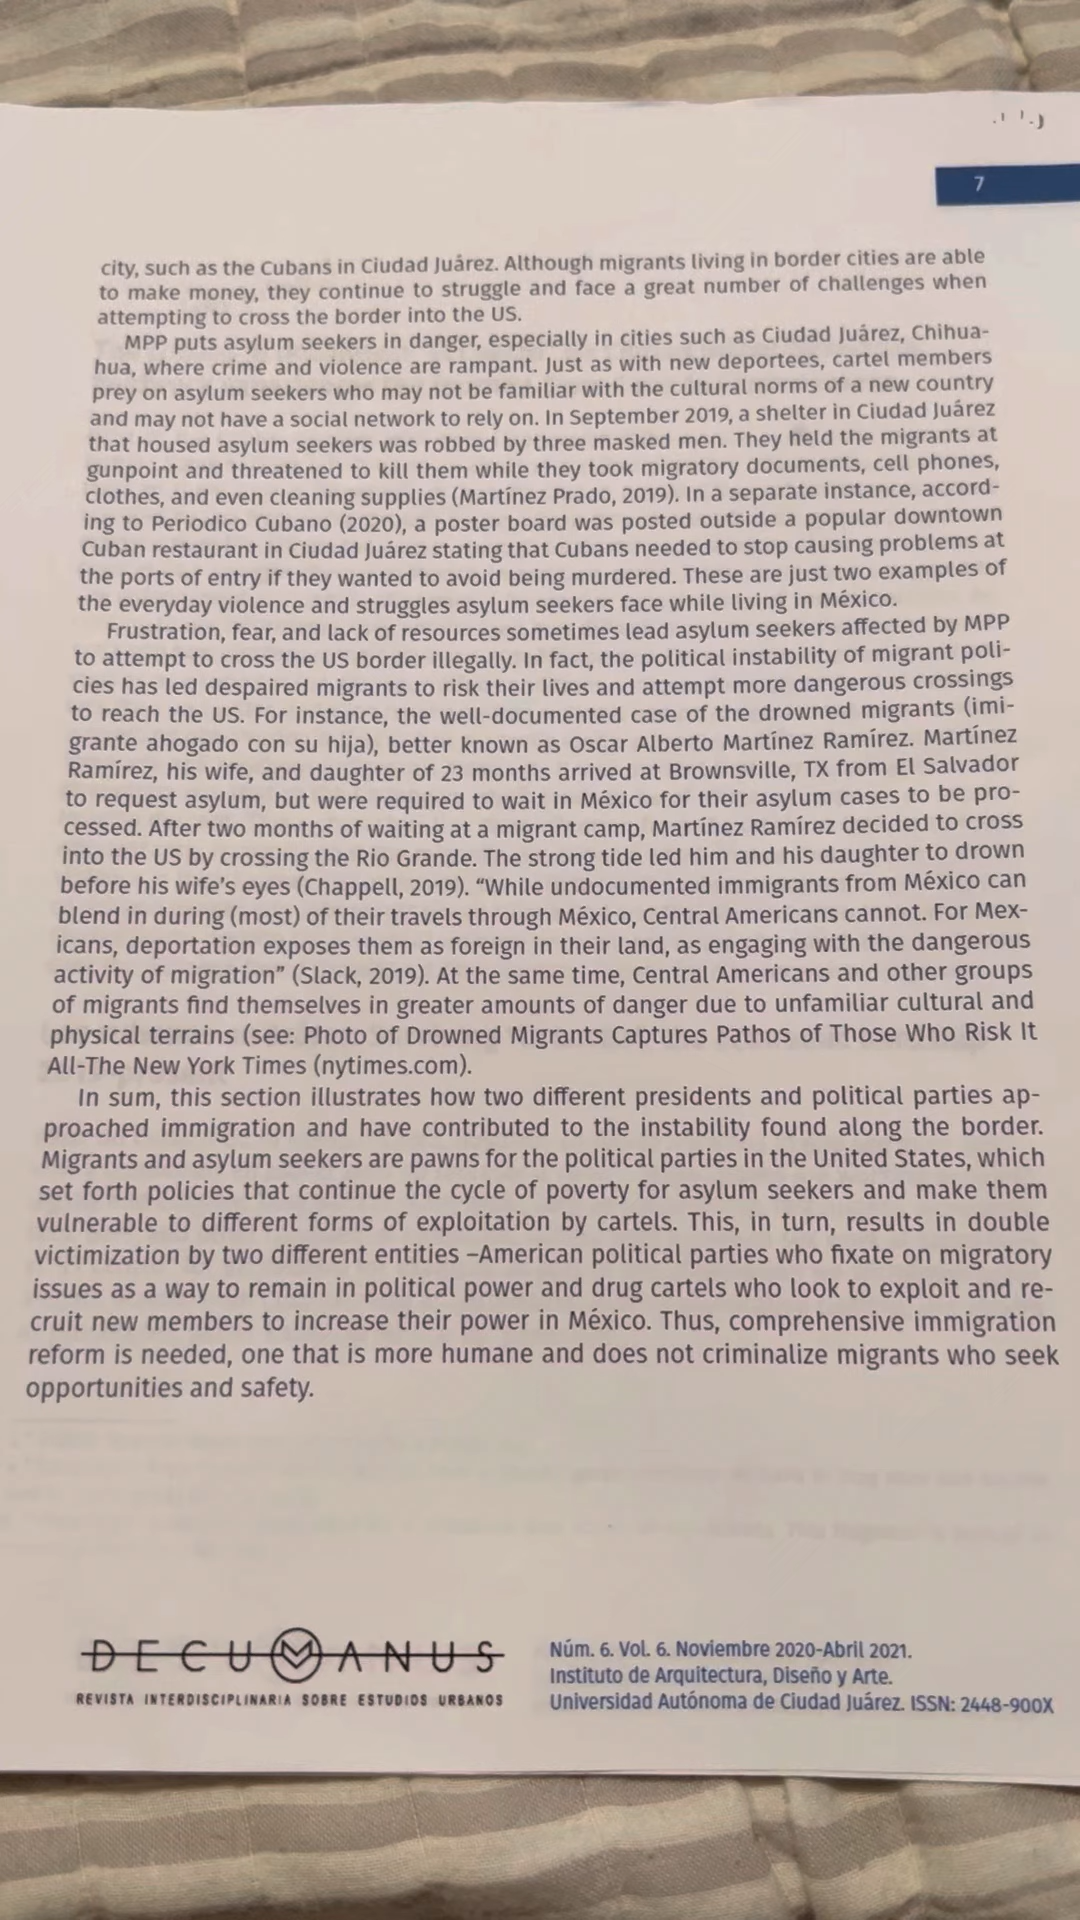 7
city, such as the Cubans in Ciudad Juárez. Although migrants living in border cities are able
to make money, they continue to struggle and face a great number of challenges when
attempting to cross the border into the US.
MPP puts asylum seekers in danger, especially in cities such as Ciudad Juárez, Chihua-
hua, where crime and violence are rampant. Just as with new deportees, cartel members
prey on asylum seekers who may not be familiar with the cultural norms of a new country
and may not have a social network to rely on. In September 2019, a shelter in Ciudad Juárez
that housed asylum seekers was robbed by three masked men. They held the migrants at
gunpoint and threatened to kill them while they took migratory documents, cell phones,
clothes, and even cleaning supplies (Martínez Prado, 2019). In a separate instance, accord-
ing to Periodico Cubano (2020), a poster board was posted outside a popular downtown
Cuban restaurant in Ciudad Juárez stating that Cubans needed to stop causing problems at
the ports of entry if they wanted to avoid being murdered. These are just two examples of
the everyday violence and struggles asylum seekers face while living in México.
Frustration, fear, and lack of resources sometimes lead asylum seekers affected by MPP
to attempt to cross the US border illegally. In fact, the political instability of migrant poli-
cies has led despaired migrants to risk their lives and attempt more dangerous crossings
to reach the US. For instance, the well-documented case of the drowned migrants (imi-
grante ahogado con su hija), better known as Oscar Alberto Martínez Ramírez. Martínez
Ramírez, his wife, and daughter of 23 months arrived at Brownsville, TX from El Salvador
to request asylum, but were required to wait in México for their asylum cases to be pro-
cessed. After two months of waiting at a migrant camp, Martínez Ramírez decided to cross
into the US by crossing the Rio Grande. The strong tide led him and his daughter to drown
before his wife's eyes (Chappell, 2019). “While undocumented immigrants from México can
blend in during (most) of their travels through México, Central Americans cannot. For Mex-
icans, deportation exposes them as foreign in their land, as engaging with the dangerous
activity of migration” (Slack, 2019). At the same time, Central Americans and other groups
of migrants find themselves in greater amounts of danger due to unfamiliar cultural and
physical terrains (see: Photo of Drowned Migrants Captures Pathos of Those Who Risk It
All-The New York Times (nytimes.com).
In sum, this section illustrates how two different presidents and political parties ap-
proached immigration and have contributed to the instability found along the border.
Migrants and asylum seekers are pawns for the political parties in the United States, which
set forth policies that continue the cycle of poverty for asylum seekers and make them
vulnerable to different forms of exploitation by cartels. This, in turn, results in double
victimization by two different entities –American political parties who fixate on migratory
issues as a way to remain in political power and drug cartels who look to exploit and re-
cruit new members to increase their power in México. Thus, comprehensive immigration
reform is needed, one that is more humane and does not criminalize migrants who seek
opportunities and safety.
DECUMANUS
REVISTA INTERDISCIPLINARIA SOBRE ESTUDIOS URBANOS
Núm. 6. Vol. 6. Noviembre 2020-Abril 2021.
Instituto de Arquitectura, Diseño y Arte.
Universidad Autónoma de Ciudad Juárez. ISSN: 2448-900X